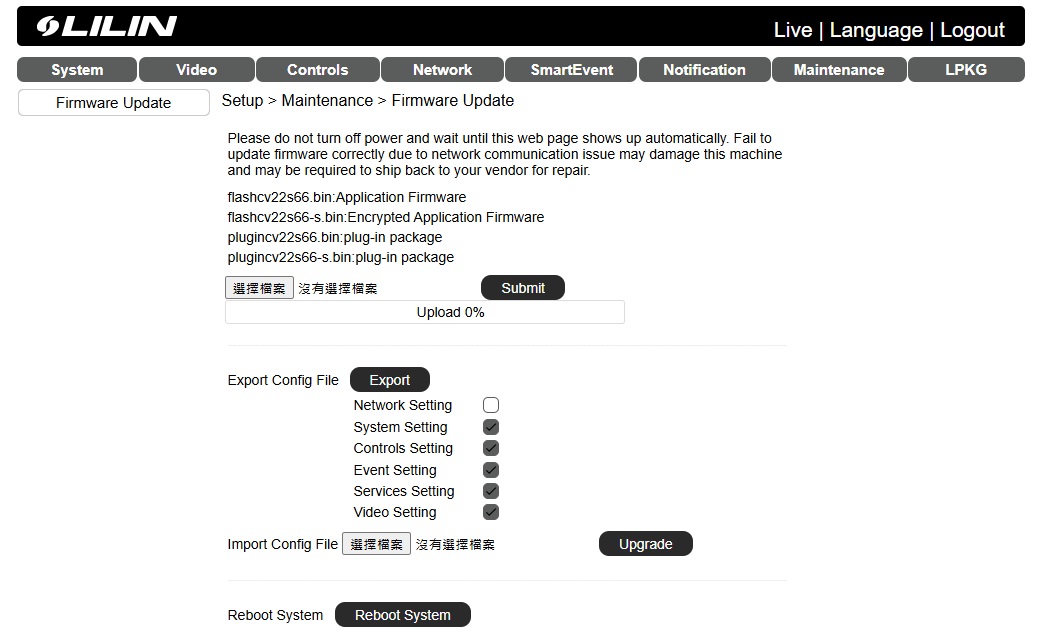 LILIN
Live | Language | Logout
System Video Controls Network SmartEvent Notification Maintenance LPKG
Firmware Update
Setup > Maintenance > Firmware Update
Please do not turn off power and wait until this web page shows up automatically. Fail to
update firmware correctly due to network communication issue may damage this machine
and may be required to ship back to your vendor for repair.
flashcv22s66.bin:Application Firmware
flashcv22s66-s.bin:Encrypted Application Firmware
plugincv22s66.bin:plug-in package
plugincv22s66-s.bin:plug-in package
選擇檔案 沒有選擇檔案 Submit
Upload 0%
Export Config File Export
Network Setting
System Setting
Controls Setting
Event Setting
Services Setting
Video Setting
Import Config File 選擇檔案 沒有選擇檔案 Upgrade
Reboot System Reboot System